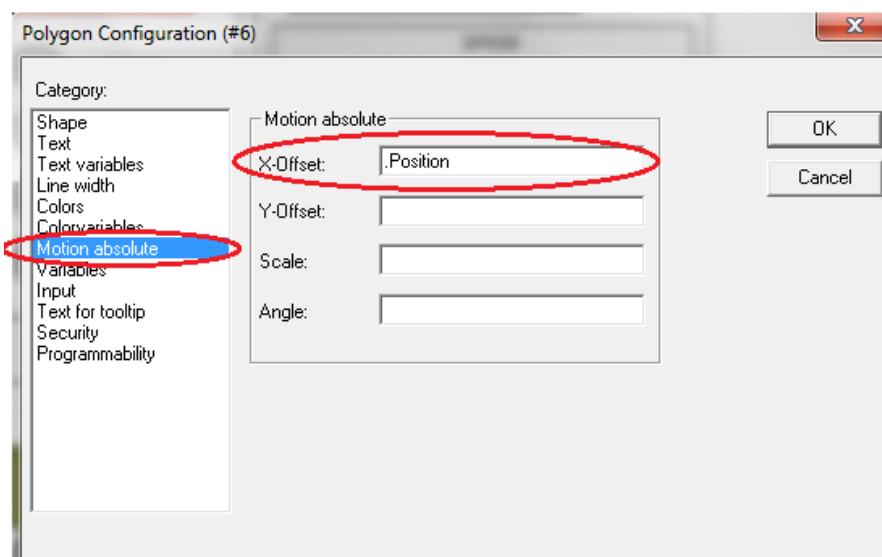 Polygon Configuration (#6)
Category:
Shape
Text
Text variables
Line width
Colors
Colorvariables
Motion absolute
Variables
Input
Text for tooltip
Security
Programmability
Motion absolute
X-Offset: .Position
Y-Offset:
Scale:
Angle:
OK
Cancel